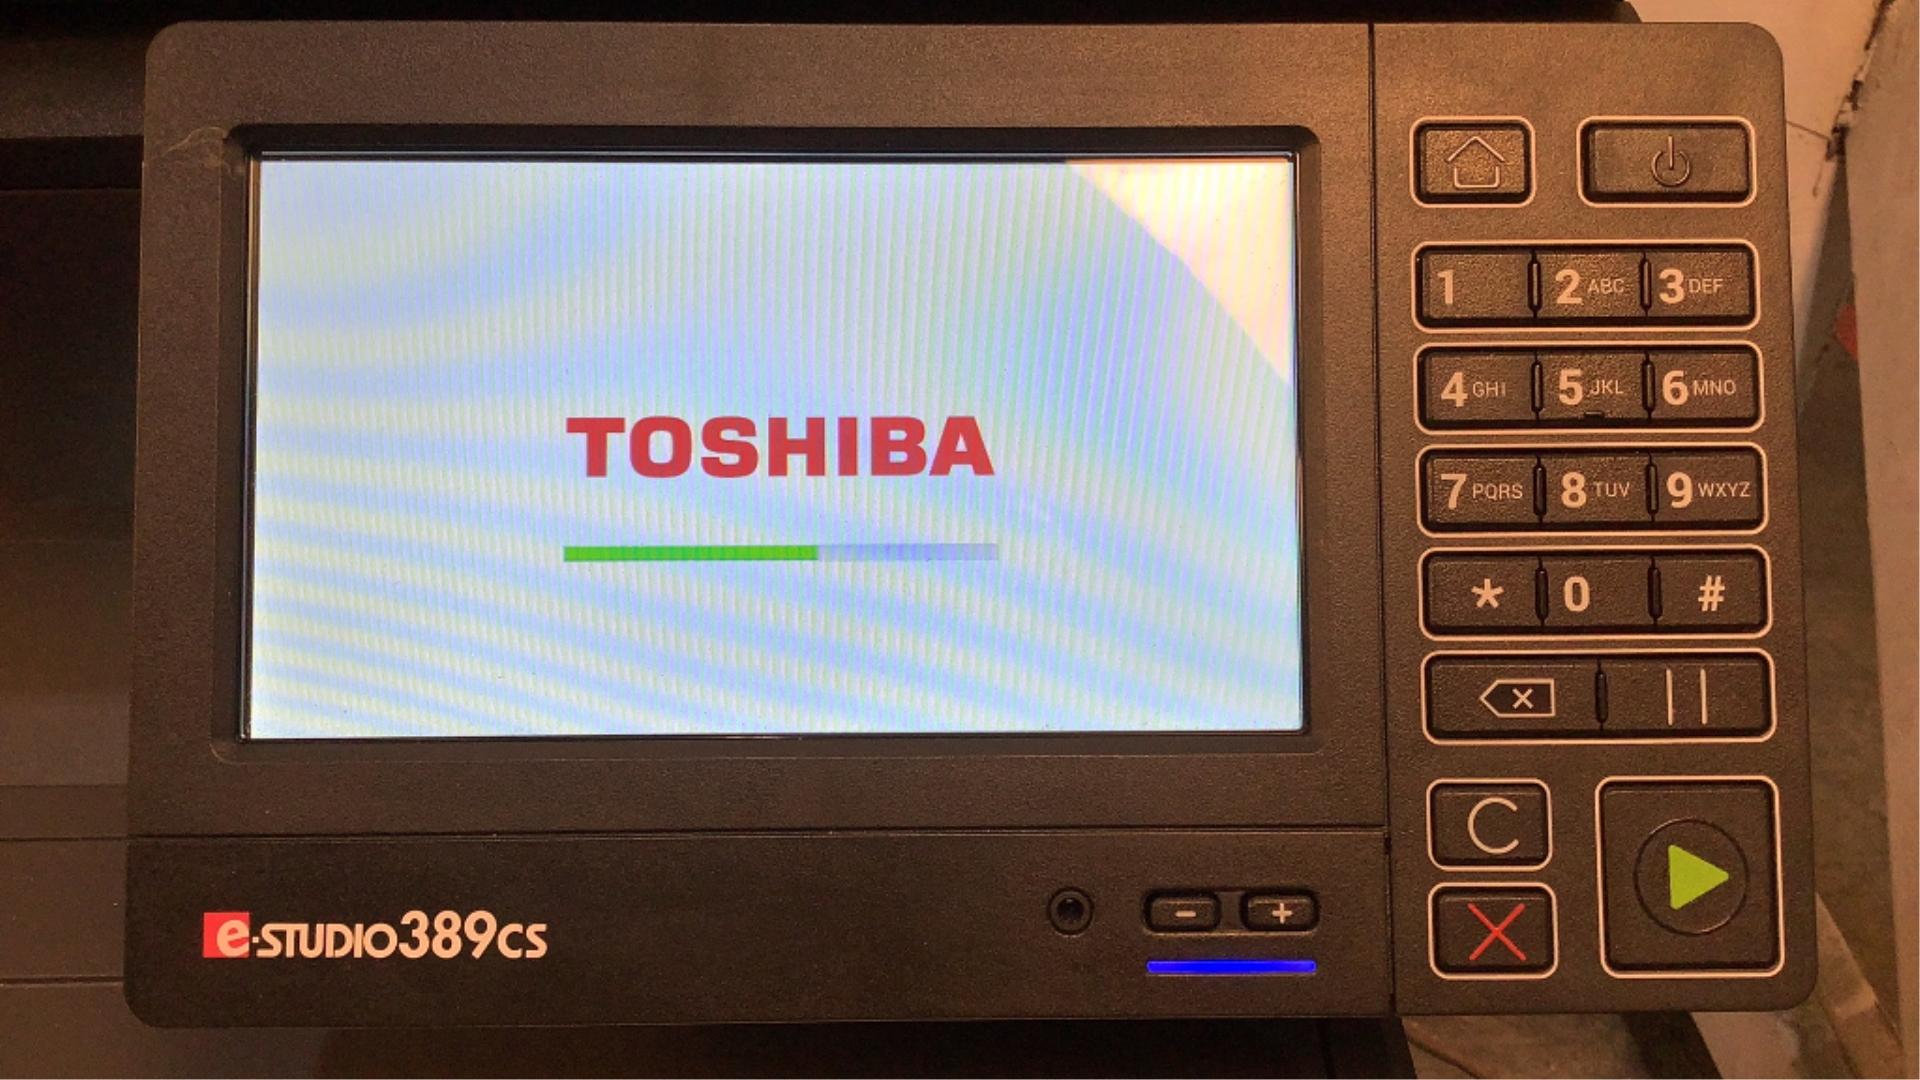 TOSHIBA
1 2 ABC 3 DEF
4 GHI 5 JKL 6 MNO
7 PQRS 8 TUV 9 WXYZ
* 0 #
C
e-STUDIO389CS
- +